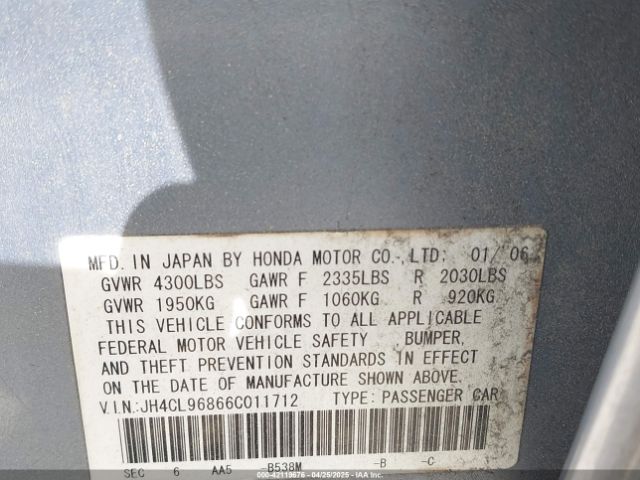 MFD. IN JAPAN BY HONDA MOTOR CO., LTD. 01/ 06
GVWR 4300LBS GAWR F 2335LBS R 2030LBS
GVWR 1950KG GAWR F 1060KG R 920KG
THIS VEHICLE CONFORMS TO ALL APPLICABLE
FEDERAL MOTOR VEHICLE SAFETY , BUMPER,
AND THEFT PREVENTION STANDARDS IN EFFECT
ON THE DATE OF MANUFACTURE SHOWN ABOVE.
V.I.N.:JH4CL96866C011712 TYPE: PASSENGER CAR
SEC 6 AA5 -B538M -B -C 1
000-42119676 - 04/25/2025 - IAA Inc.